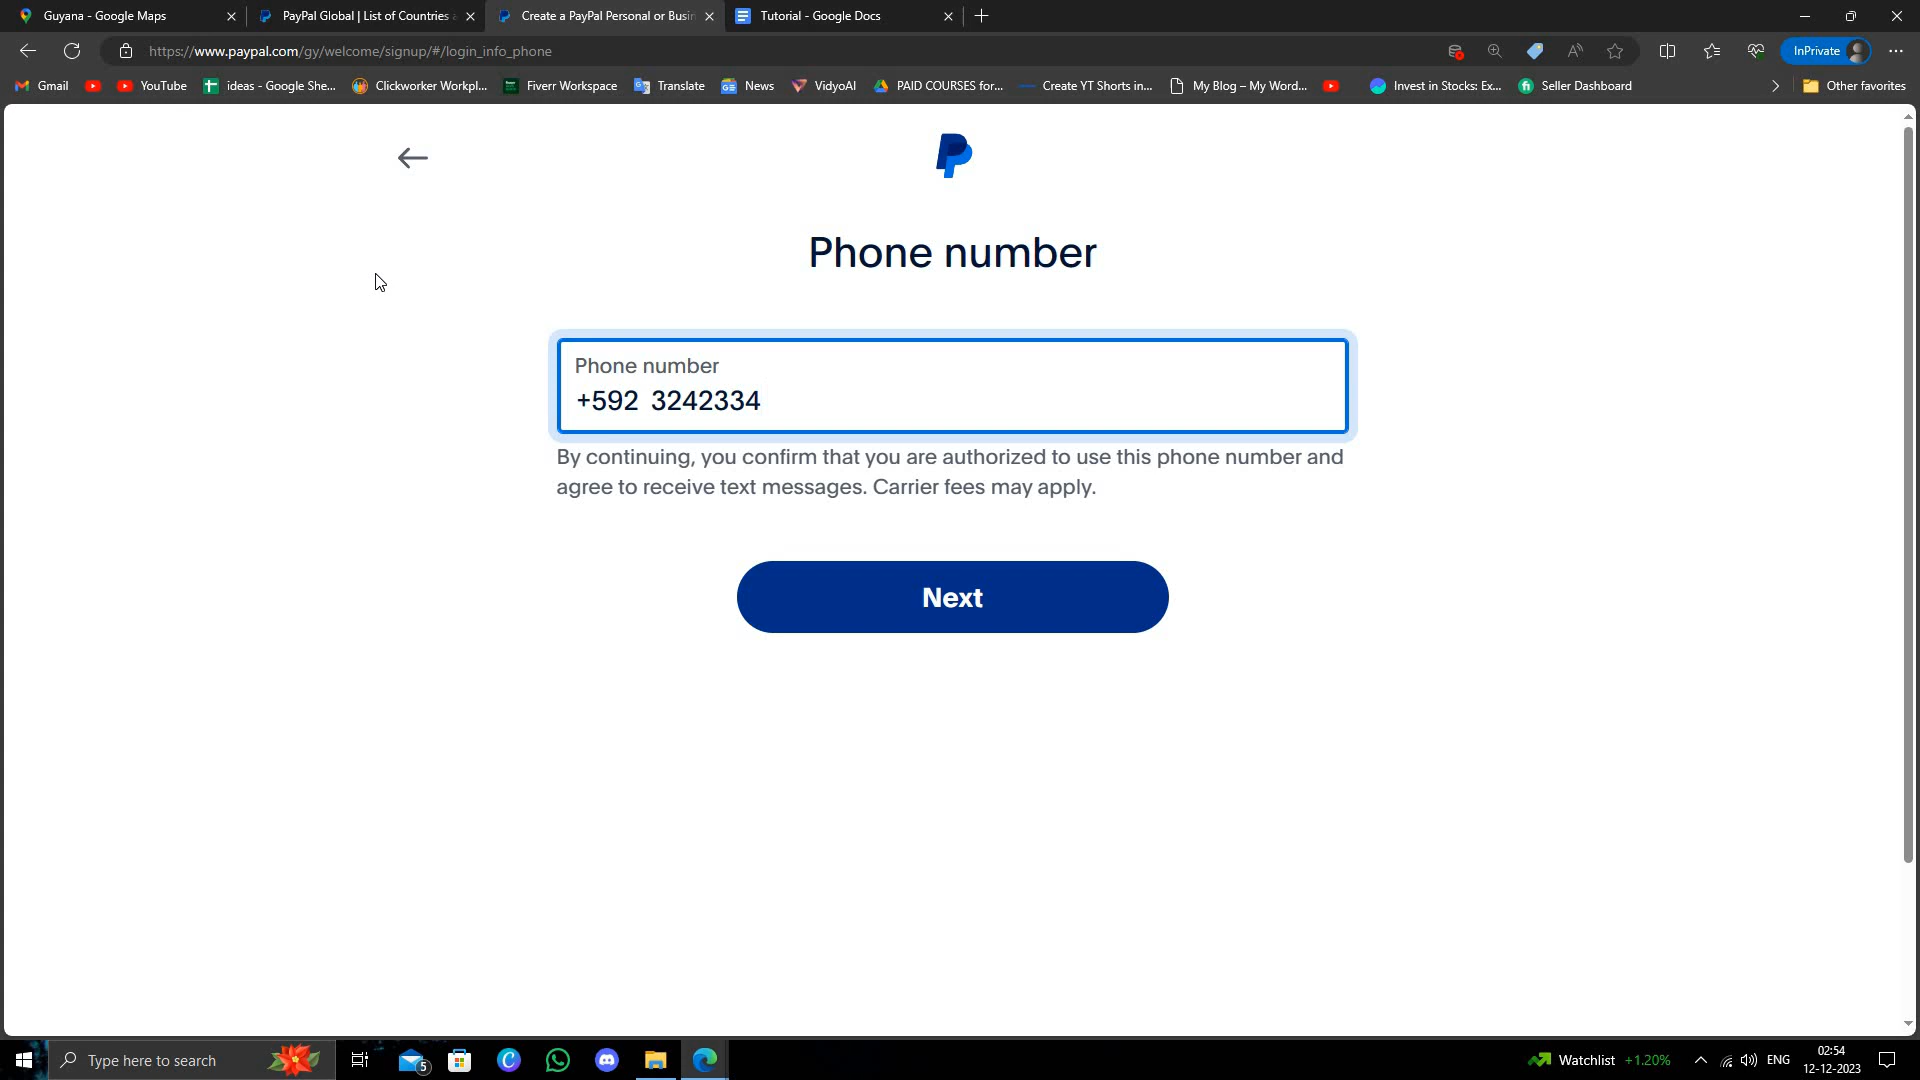 Guyana - Google Maps
PayPal Global | List of Countries a
Create a PayPal Personal or Busin
Tutorial - Google Docs
https://www.paypal.com/gy/welcome/signup/#/login_info_phone
InPrivate
Gmail
YouTube
ideas - Google She...
Clickworker Workpl...
Fiverr Workspace
Translate
News
VidyoAI
PAID COURSES for...
Create YT Shorts in...
My Blog – My Word...
Invest in Stocks: Ex...
Seller Dashboard
Other favorites
Phone number
Phone number
+592 3242334
By continuing, you confirm that you are authorized to use this phone number and
agree to receive text messages. Carrier fees may apply.
Next
Type here to search
5
Watchlist +1.20%
ENG
02:54
12-12-2023